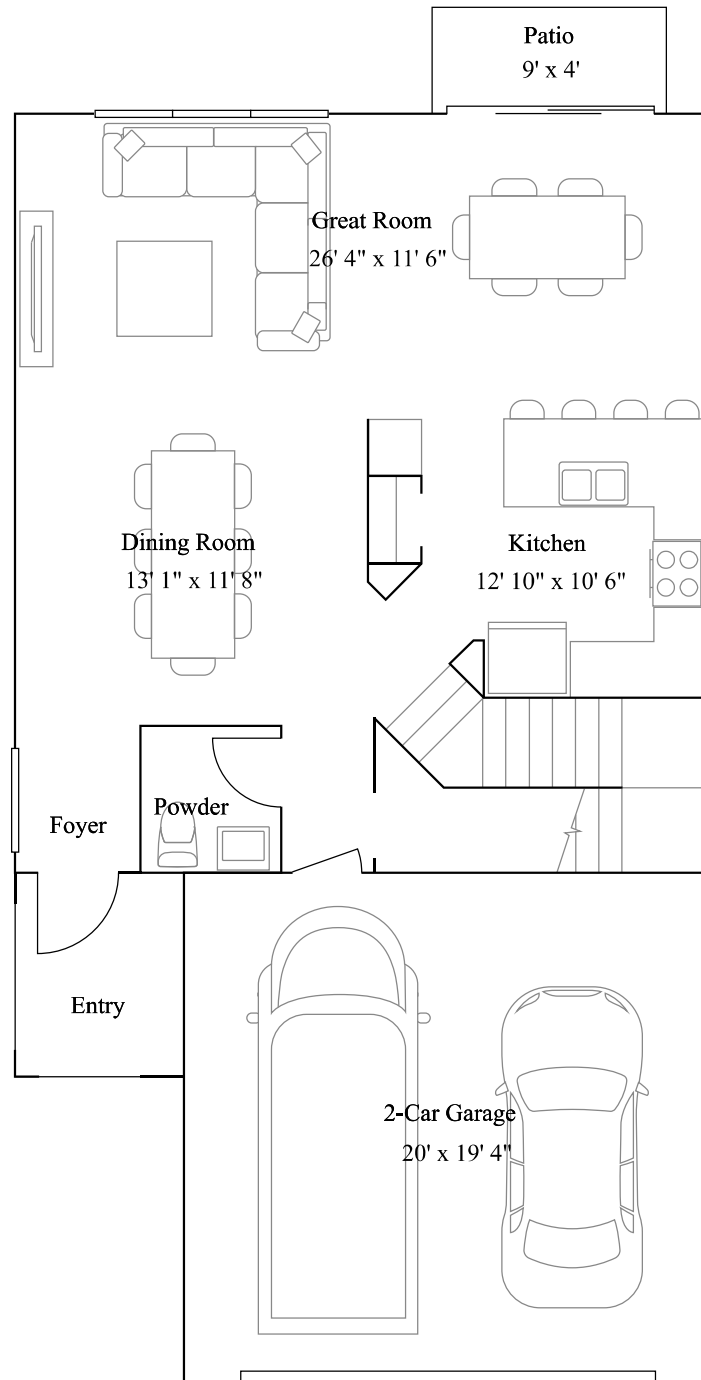 Patio
9' x 4'
Great Room
26' 4" x 11' 6"
Dining Room
13' 1" x 11' 8"
Kitchen
12' 10" x 10' 6"
Powder
Foyer
Entry
2-Car Garage
20' x 19' 4"